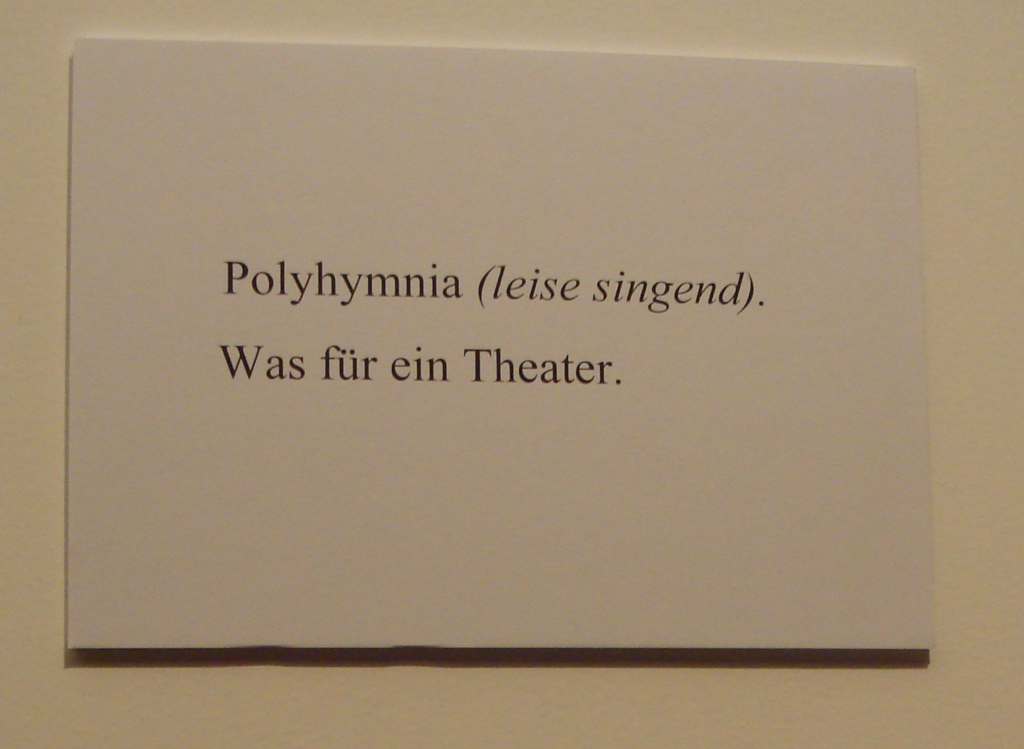 Polyhymnia (leise singend).
Was für ein Theater.